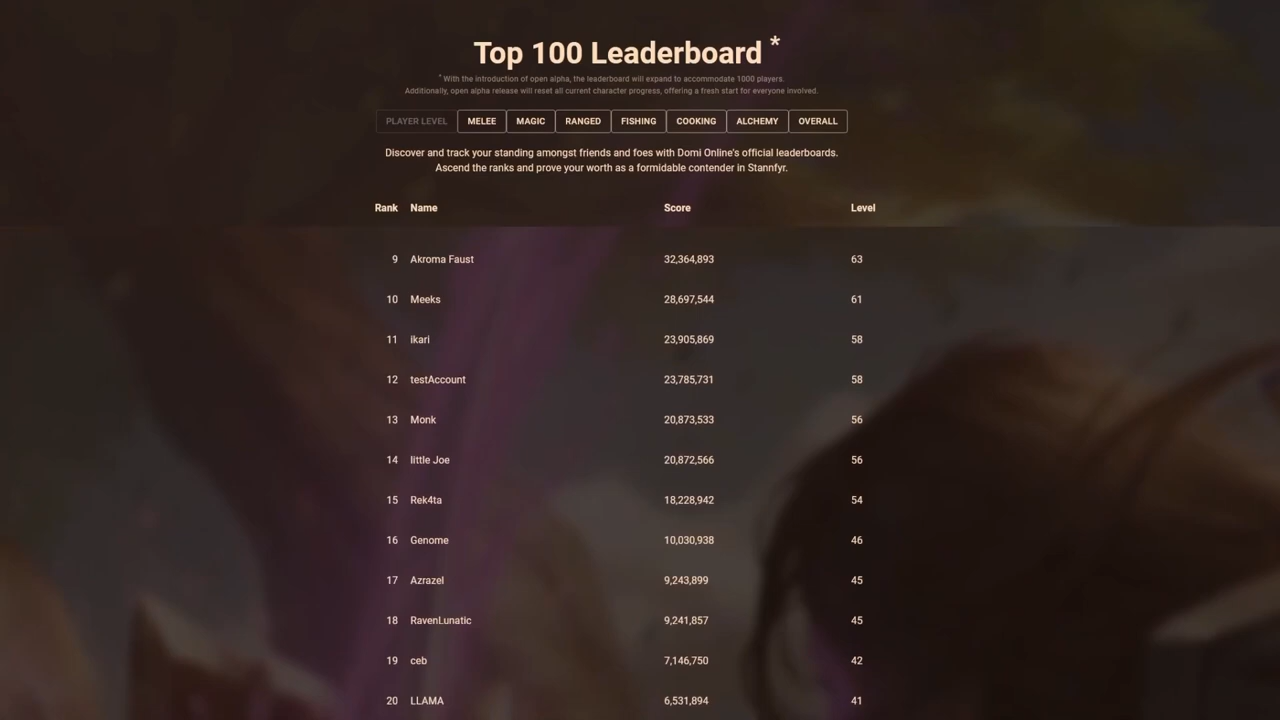 Top 100 Leaderboard *
* With the introduction of open alpha, the leaderboard will expand to accommodate 1000 players.
Additionally, open alpha release will reset all current character progress, offering a fresh start for everyone involved.
PLAYER LEVEL MELEE MAGIC RANGED FISHING COOKING ALCHEMY OVERALL
Discover and track your standing amongst friends and foes with Domi Online's official leaderboards.
Ascend the ranks and prove your worth as a formidable contender in Stannfyr.
Rank Name Score Level
9 Akroma Faust 32,364,893 63
10 Meeks 28,697,544 61
11 ikari 23,905,869 58
12 testAccount 23,785,731 58
13 Monk 20,873,533 56
14 little Joe 20,872,566 56
15 Rek4ta 18,228,942 54
16 Genome 10,030,938 46
17 Azrazel 9,243,899 45
18 RavenLunatic 9,241,857 45
19 ceb 7,146,750 42
20 LLAMA 6,531,894 41